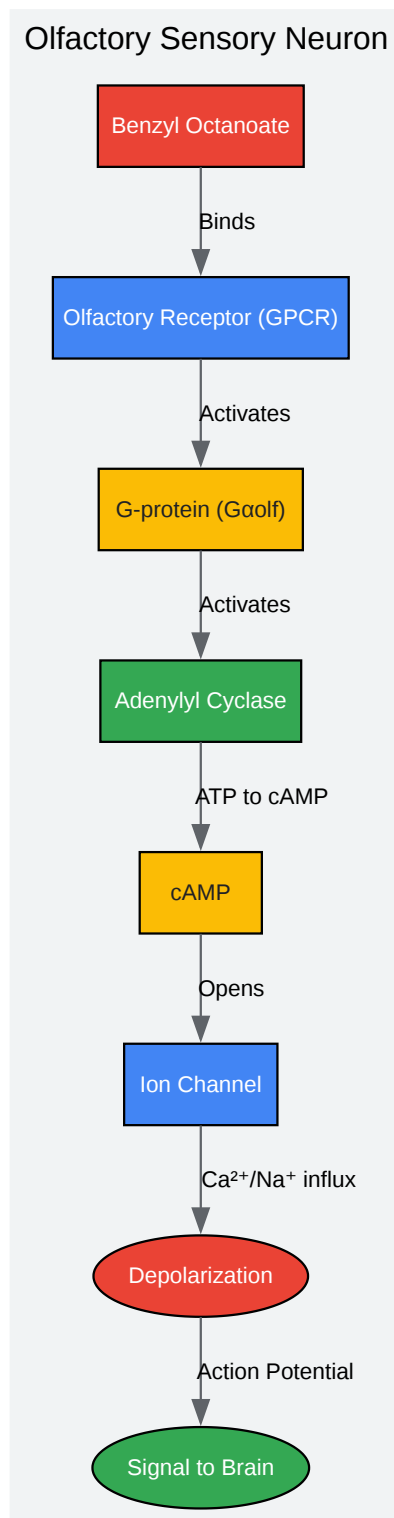 Olfactory Sensory Neuron
Benzyl Octanoate
Binds
Olfactory Receptor (GPCR)
Activates
G-protein (Gαolf)
Activates
Adenylyl Cyclase
ATP to cAMP
cAMP
Opens
Ion Channel
Ca²⁺/Na⁺ influx
Depolarization
Action Potential
Signal to Brain